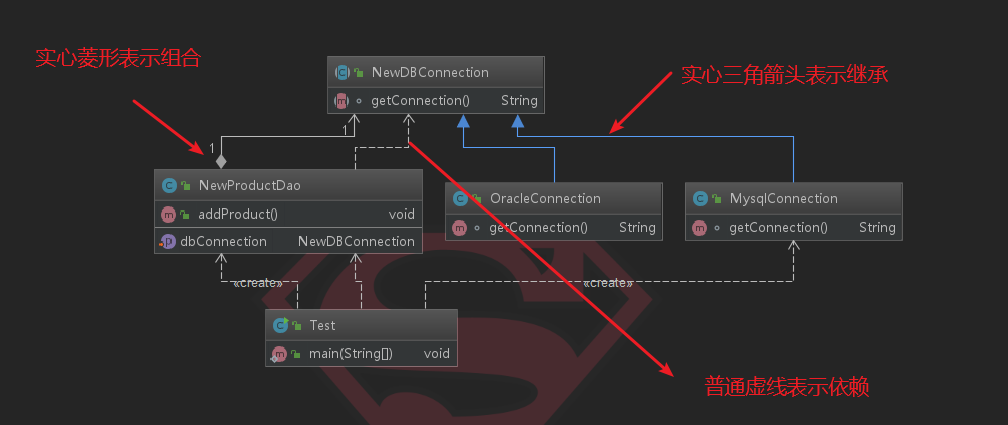 实心菱形表示组合
NewDBConnection
getConnection() String
实心三角箭头表示继承
1
1
NewProductDao
addProduct() void
dbConnection NewDBConnection
OracleConnection
getConnection() String
MysqlConnection
getConnection() String
«create»
«create»
Test
main(String[]) void
普通虚线表示依赖